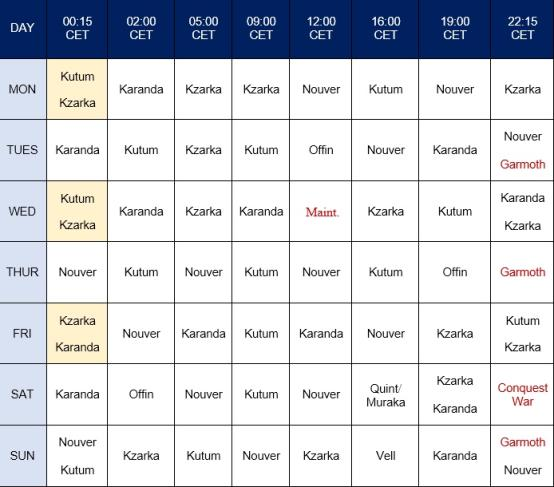 DAY 00:15 CET 02:00 CET 05:00 CET 09:00 CET 12:00 CET 16:00 CET 19:00 CET 22:15 CET
MON Kutum Kzarka Karanda Kzarka Kzarka Nouver Kutum Nouver Kzarka
TUES Karanda Kutum Kzarka Kutum Offin Nouver Karanda Nouver Garmoth
WED Kutum Kzarka Karanda Kzarka Karanda Maint. Kzarka Kutum Karanda Kzarka
THUR Nouver Kutum Nouver Kutum Nouver Kutum Offin Garmoth
FRI Kzarka Karanda Nouver Karanda Kutum Karanda Nouver Kzarka Kutum Kzarka
SAT Karanda Offin Nouver Kutum Nouver Quint/ Muraka Kzarka Karanda Conquest War
SUN Nouver Kutum Kzarka Kutum Nouver Kzarka Vell Karanda Garmoth Nouver